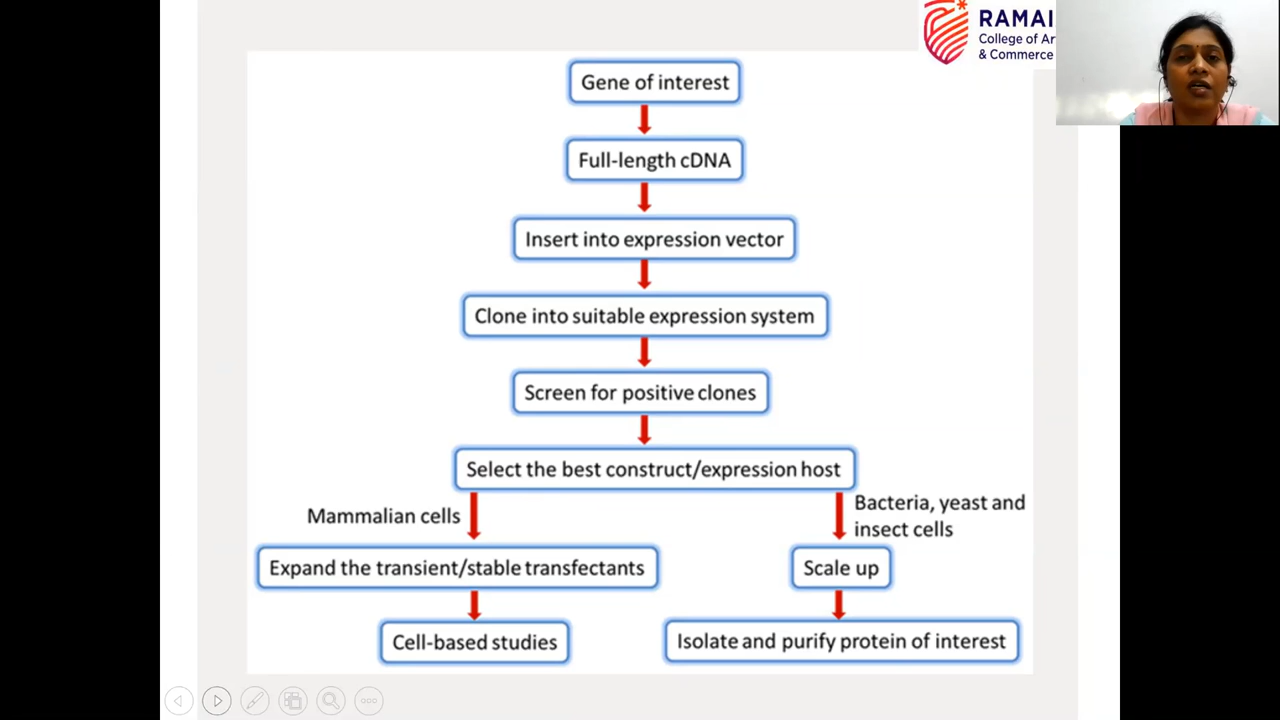 RAMAI
College of Ar
& Commerce
Gene of interest
Full-length cDNA
Insert into expression vector
Clone into suitable expression system
Screen for positive clones
Select the best construct/expression host
Mammalian cells
Bacteria, yeast and
insect cells
Expand the transient/stable transfectants
Scale up
Cell-based studies
Isolate and purify protein of interest